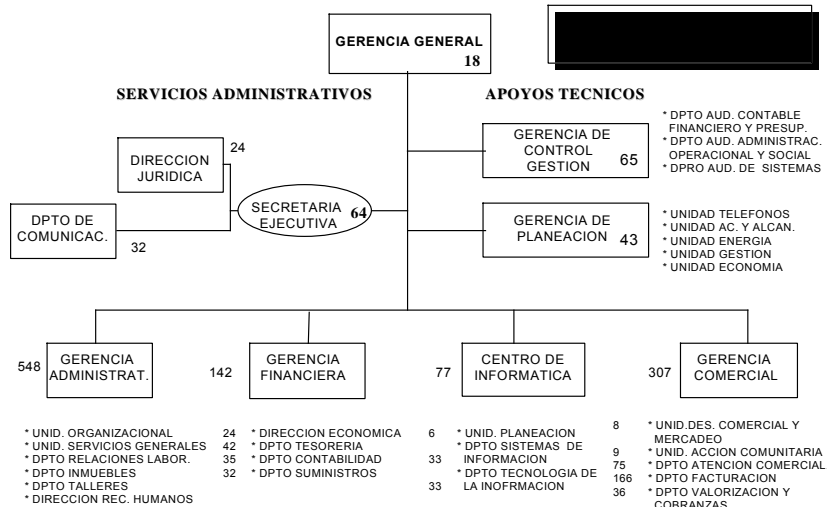 GERENCIA GENERAL
18
SERVICIOS ADMINISTRATIVOS
APOYOS TECNICOS
DIRECCION
JURIDICA
24
DPTO DE
COMUNICAC.
32
SECRETARIA
EJECUTIVA
64
GERENCIA DE
CONTROL
GESTION
65
* DPTO AUD. CONTABLE
FINANCIERO Y PRESUP.
* DPTO AUD. ADMINISTRAC.
OPERACIONAL Y SOCIAL
* DPRO AUD. DE SISTEMAS
GERENCIA DE
PLANEACION
43
* UNIDAD TELEFONOS
* UNIDAD AC. Y ALCAN.
* UNIDAD ENERGIA
* UNIDAD GESTION
* UNIDAD ECONOMIA
548
GERENCIA
ADMINISTRAT.
* UNID. ORGANIZACIONAL
* UNID. SERVICIOS GENERALES
* DPTO RELACIONES LABOR.
* DPTO INMUEBLES
* DPTO TALLERES
* DIRECCION REC. HUMANOS
142
GERENCIA
FINANCIERA
24 * DIRECCION ECONOMICA
42 * DPTO TESORERIA
35 * DPTO CONTABILIDAD
32 * DPTO SUMINISTROS
77
CENTRO DE
INFORMATICA
6 * UNID. PLANEACION
* DPTO SISTEMAS DE
33 INFORMACION
* DPTO TECNOLOGIA DE
33 LA INOFRMACION
307
GERENCIA
COMERCIAL
8 * UNID.DES. COMERCIAL Y
MERCADEO
9 * UNID. ACCION COMUNITARIA
75 * DPTO ATENCION COMERCIAL
166 * DPTO FACTURACION
36 * DPTO VALORIZACION Y
COBRANZAS